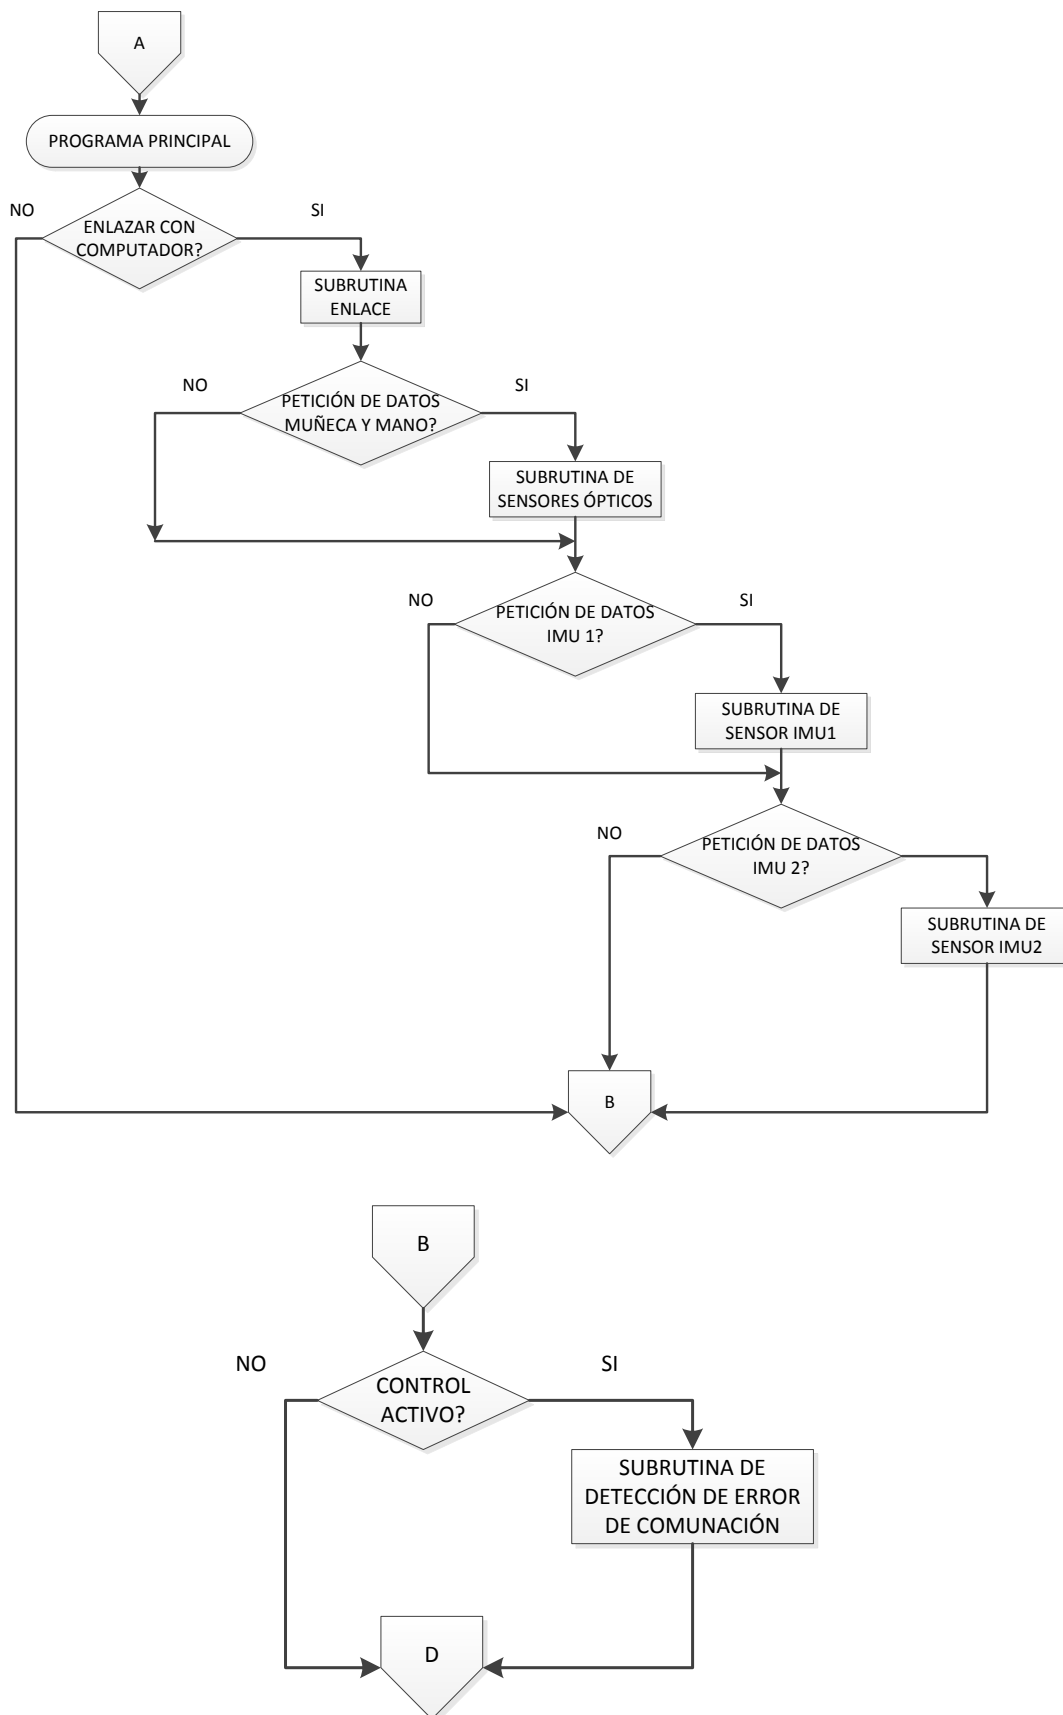 A
PROGRAMA PRINCIPAL
NO
SI
ENLAZAR CON
COMPUTADOR?
SUBRUTINA
ENLACE
NO
SI
PETICIÓN DE DATOS
MUÑECA Y MANO?
SUBRUTINA DE
SENSORES ÓPTICOS
NO
SI
PETICIÓN DE DATOS
IMU 1?
SUBRUTINA DE
SENSOR IMU1
NO
PETICIÓN DE DATOS
IMU 2?
SUBRUTINA DE
SENSOR IMU2
B
B
NO
SI
CONTROL
ACTIVO?
SUBRUTINA DE
DETECCIÓN DE ERROR
DE COMUNACIÓN
D